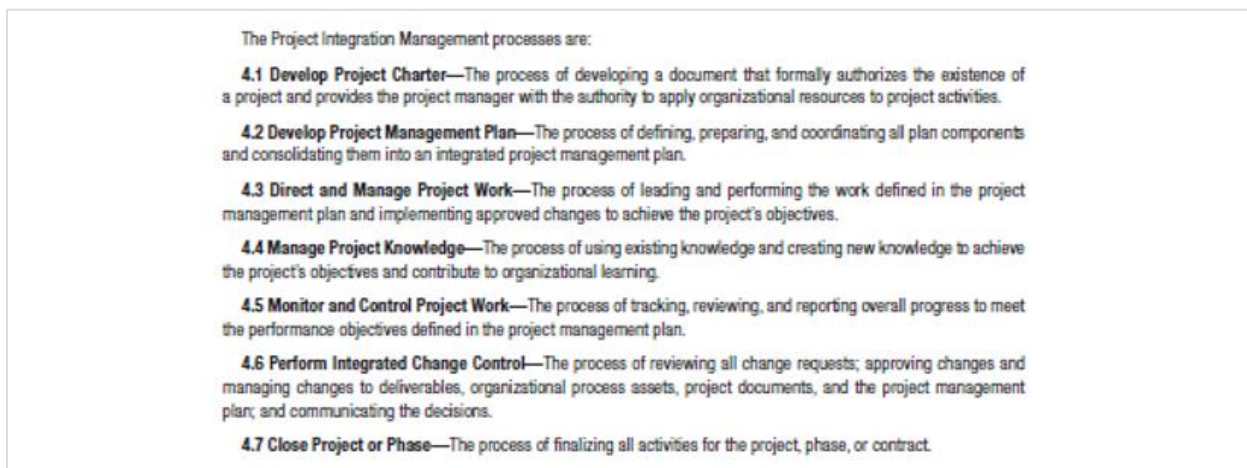 The Project Integration Management processes are:
4.1 Develop Project Charter—The process of developing a document that formally authorizes the existence of
a project and provides the project manager with the authority to apply organizational resources to project activities.
4.2 Develop Project Management Plan—The process of defining, preparing, and coordinating all plan components
and consolidating them into an integrated project management plan.
4.3 Direct and Manage Project Work—The process of leading and performing the work defined in the project
management plan and implementing approved changes to achieve the project's objectives.
4.4 Manage Project Knowledge—The process of using existing knowledge and creating new knowledge to achieve
the project's objectives and contribute to organizational learning.
4.5 Monitor and Control Project Work—The process of tracking, reviewing, and reporting overall progress to meet
the performance objectives defined in the project management plan.
4.6 Perform Integrated Change Control—The process of reviewing all change requests; approving changes and
managing changes to deliverables, organizational process assets, project documents, and the project management
plan; and communicating the decisions.
4.7 Close Project or Phase—The process of finalizing all activities for the project, phase, or contract.